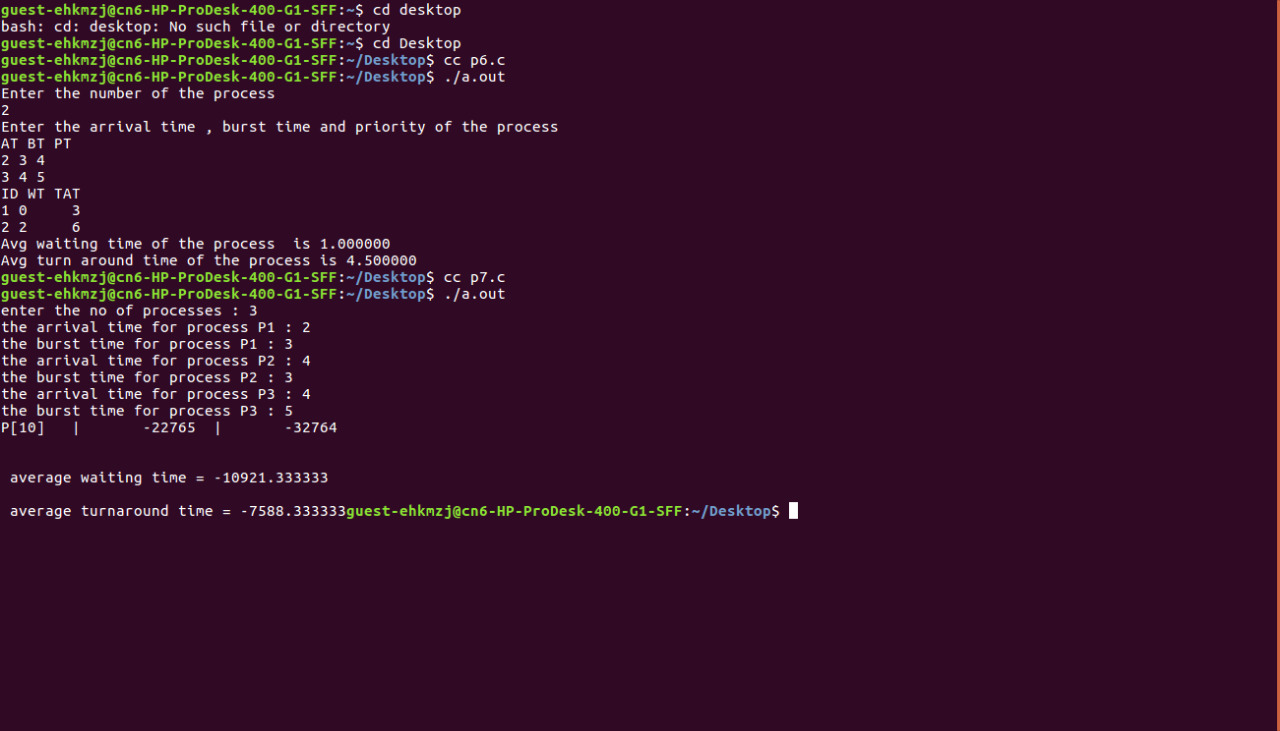 guest-ehkmzj@cn6-HP-ProDesk-400-G1-SFF:~$ cd desktop
bash: cd: desktop: No such file or directory
guest-ehkmzj@cn6-HP-ProDesk-400-G1-SFF:~$ cd Desktop
guest-ehkmzj@cn6-HP-ProDesk-400-G1-SFF:~/Desktop$ cc p6.c
guest-ehkmzj@cn6-HP-ProDesk-400-G1-SFF:~/Desktop$ ./a.out
Enter the number of the process
2
Enter the arrival time , burst time and priority of the process
AT BT PT
2 3 4
3 4 5
ID WT TAT
1 0     3
2 2     6
Avg waiting time of the process  is 1.000000
Avg turn around time of the process is 4.500000
guest-ehkmzj@cn6-HP-ProDesk-400-G1-SFF:~/Desktop$ cc p7.c
guest-ehkmzj@cn6-HP-ProDesk-400-G1-SFF:~/Desktop$ ./a.out
enter the no of processes : 3
the arrival time for process P1 : 2
the burst time for process P1 : 3
the arrival time for process P2 : 4
the burst time for process P2 : 3
the arrival time for process P3 : 4
the burst time for process P3 : 5
P[10]   |       -22765  |       -32764
average waiting time = -10921.333333
average turnaround time = -7588.333333guest-ehkmzj@cn6-HP-ProDesk-400-G1-SFF:~/Desktop$